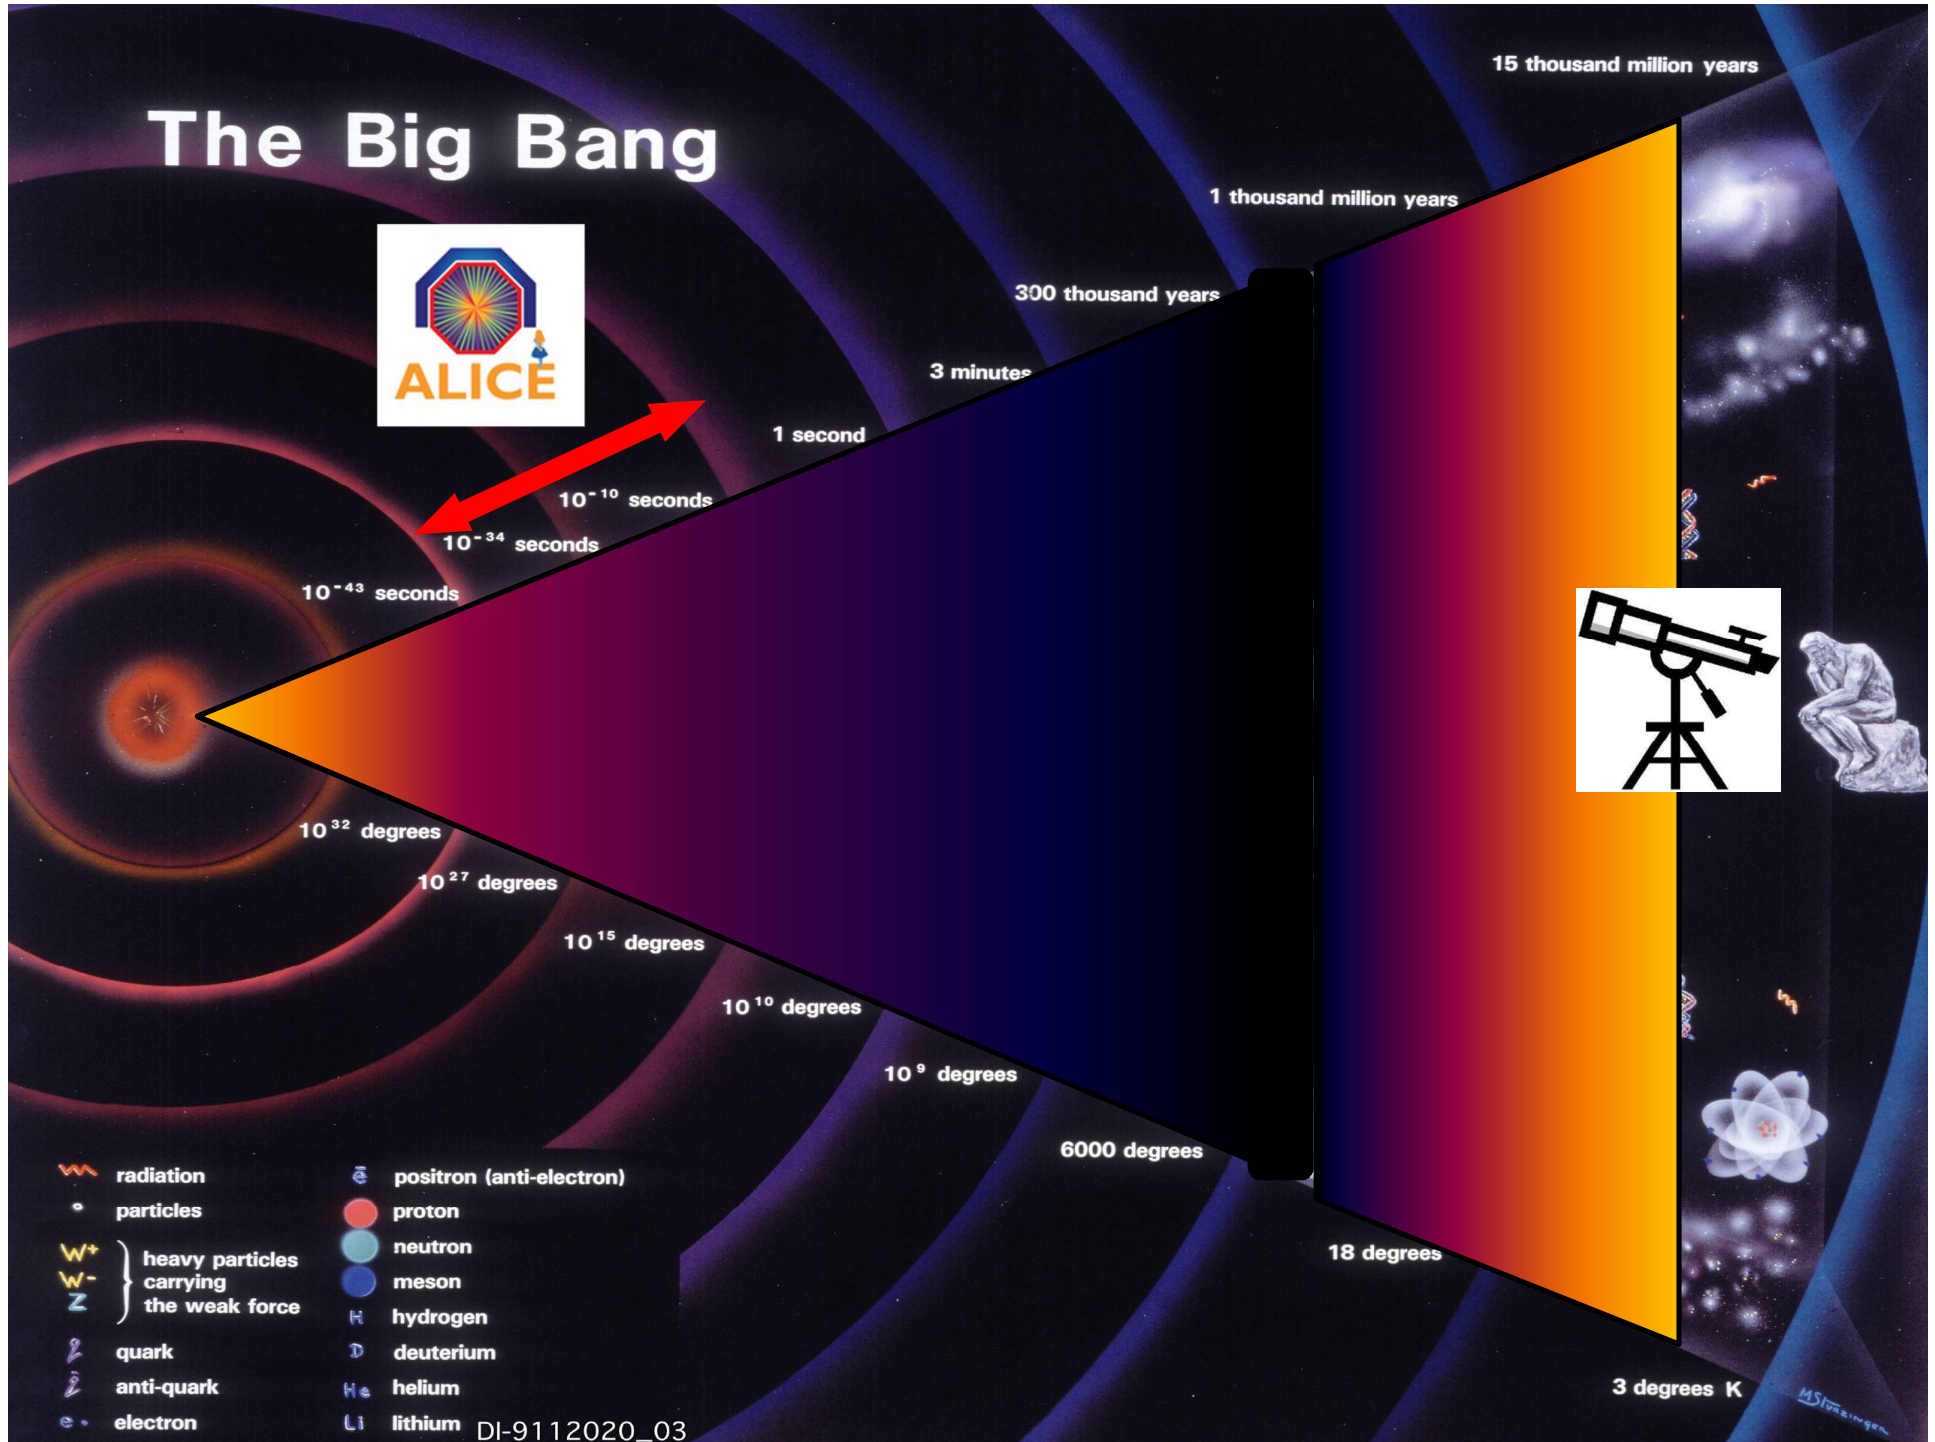 15 thousand million years
The Big Bang
1 thousand million years
ALICE
300 thousand years
3 minutes
1 second
10⁻¹⁰ seconds
10⁻³⁴ seconds
10⁻⁴³ seconds
10³² degrees
10²⁷ degrees
10¹⁵ degrees
10¹⁰ degrees
10⁹ degrees
6000 degrees
18 degrees
3 degrees K
radiation
particles
W+
W-
Z
heavy particles
carrying
the weak force
quark
anti-quark
e- electron
ē positron (anti-electron)
proton
neutron
meson
H hydrogen
D deuterium
He helium
Li lithium
DI-9112020_03
MSturzinger